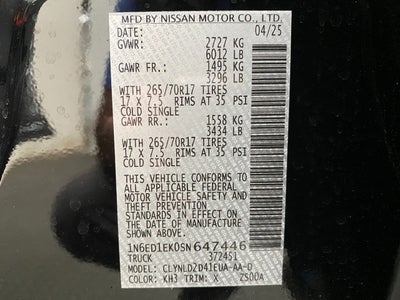 MFD BY NISSAN MOTOR CO., LTD.
DATE: 04/25
GVWR: 2727 KG
6012 LB
GAWR FR.: 1495 KG
3296 LB
WITH 265/70R17 TIRES
17 X 7.5 RIMS AT 35 PSI
COLD SINGLE
GAWR RR.: 1558 KG
3434 LB
WITH 265/70R17 TIRES
17 X 7.5 RIMS AT 35 PSI
COLD SINGLE
THIS VEHICLE CONFORMS TO
ALL APPLICABLE FEDERAL
MOTOR VEHICLE SAFETY AND
THEFT PREVENTION
STANDARDS IN EFFECT ON
THE DATE OF MANUFACTURE
SHOWN ABOVE.
1N6ED1EK0SN647446
TRUCK 372451
MODEL: CLYNLDZD41EUA-AA-D
COLOR: KH3 TRIM: X Z500A